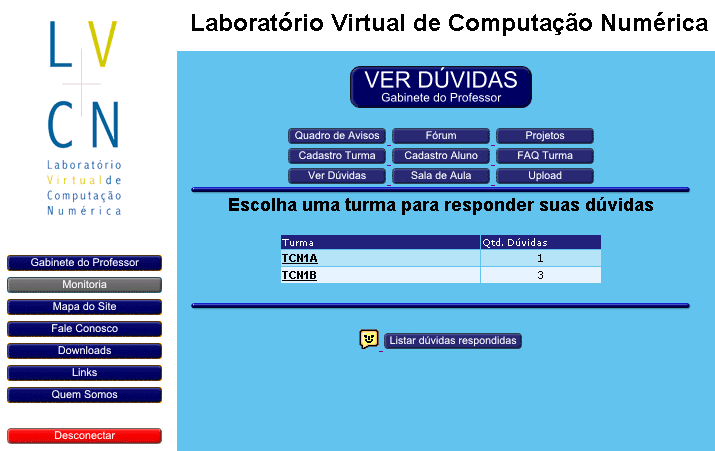 Laboratório Virtual de Computação Numérica
L V
C N
Laboratório
Virtual de
Computação
Numérica
VER DÚVIDAS
Gabinete do Professor
Quadro de Avisos Fórum Projetos
Cadastro Turma Cadastro Aluno FAQ Turma
Ver Dúvidas Sala de Aula Upload
Escolha uma turma para responder suas dúvidas
Turma Qtd. Dúvidas
TCN1A 1
TCN1B 3
Listar dúvidas respondidas
Gabinete do Professor
Monitoria
Mapa do Site
Fale Conosco
Downloads
Links
Quem Somos
Desconectar